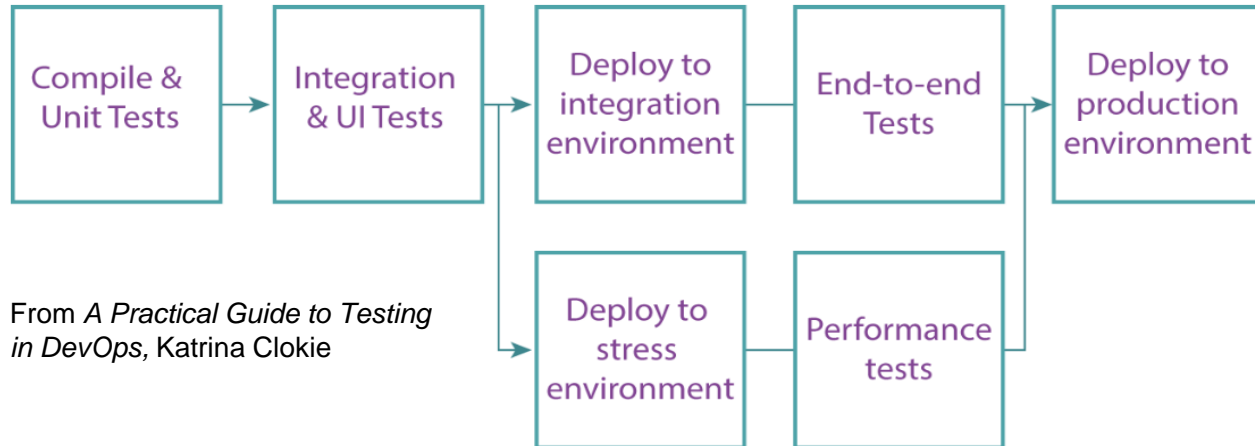 Compile &
Unit Tests
Integration
& UI Tests
Deploy to
integration
environment
End-to-end
Tests
Deploy to
production
environment
From A Practical Guide to Testing
in DevOps, Katrina Clokie
Deploy to
stress
environment
Performance
tests